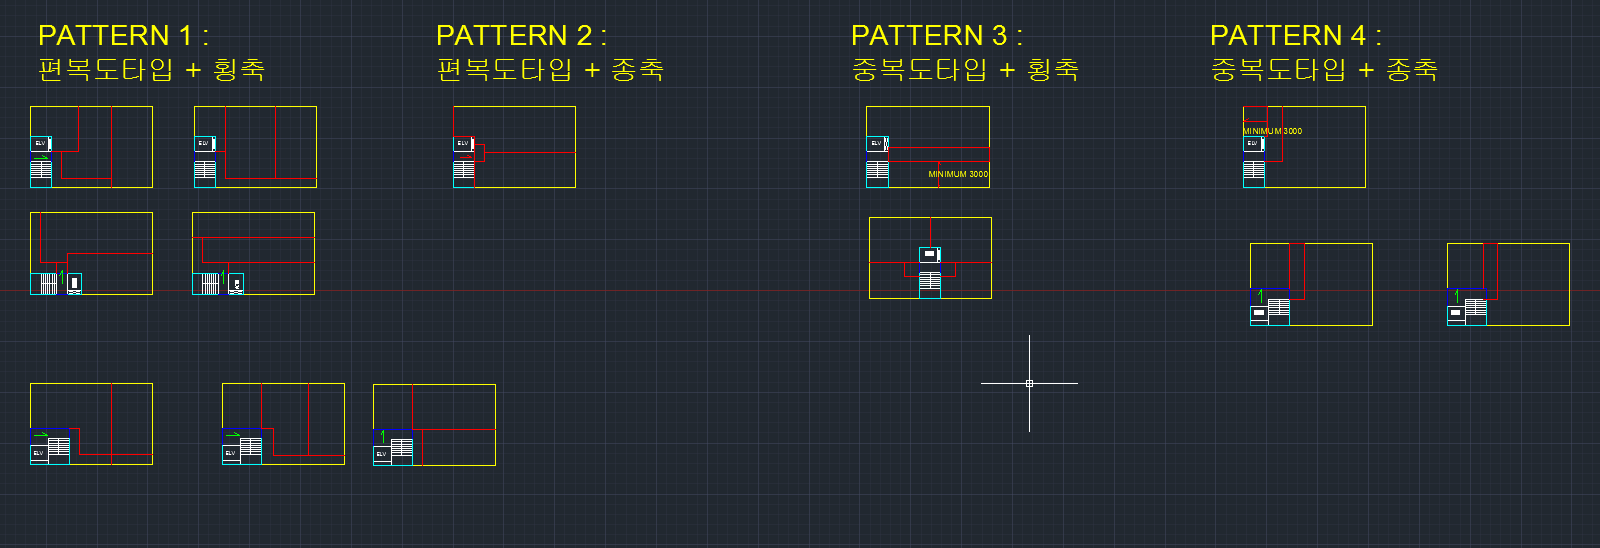 PATTERN 1 :
편복도타입 + 횡축
PATTERN 2 :
편복도타입 + 종축
PATTERN 3 :
중복도타입 + 횡축
PATTERN 4 :
중복도타입 + 종축
ELV
ELV
ELV
ELV
MINIMUM 3000
MINIMUM 3000
ELV
ELV
ELV
ELV